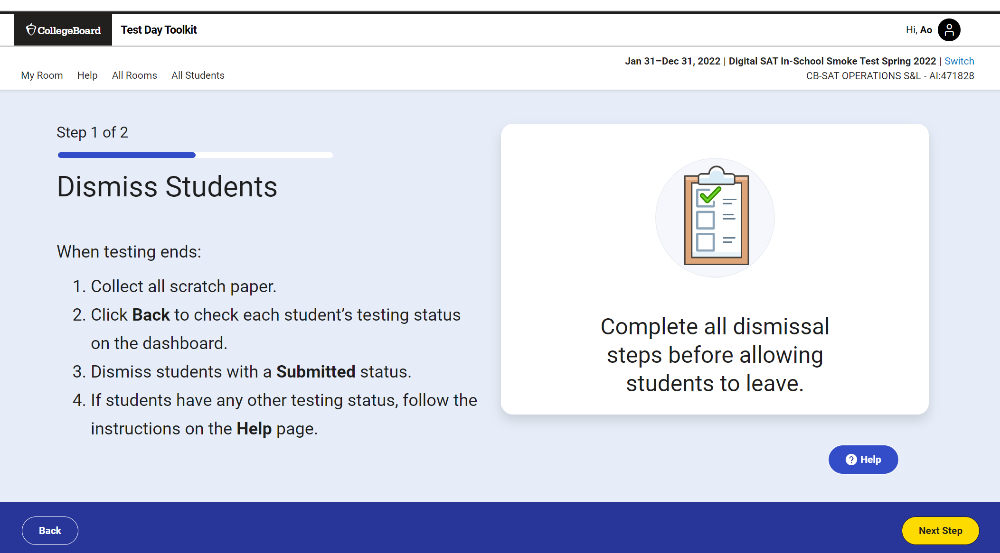 CollegeBoard
Test Day Toolkit
Hi, Ao
Jan 31–Dec 31, 2022 | Digital SAT In-School Smoke Test Spring 2022 | Switch
My Room Help All Rooms All Students
CB-SAT OPERATIONS S&L - AI:471828
Step 1 of 2
Dismiss Students
When testing ends:
1. Collect all scratch paper.
2. Click Back to check each student’s testing status
on the dashboard.
3. Dismiss students with a Submitted status.
4. If students have any other testing status, follow the
instructions on the Help page.
Complete all dismissal
steps before allowing
students to leave.
? Help
Back
Next Step